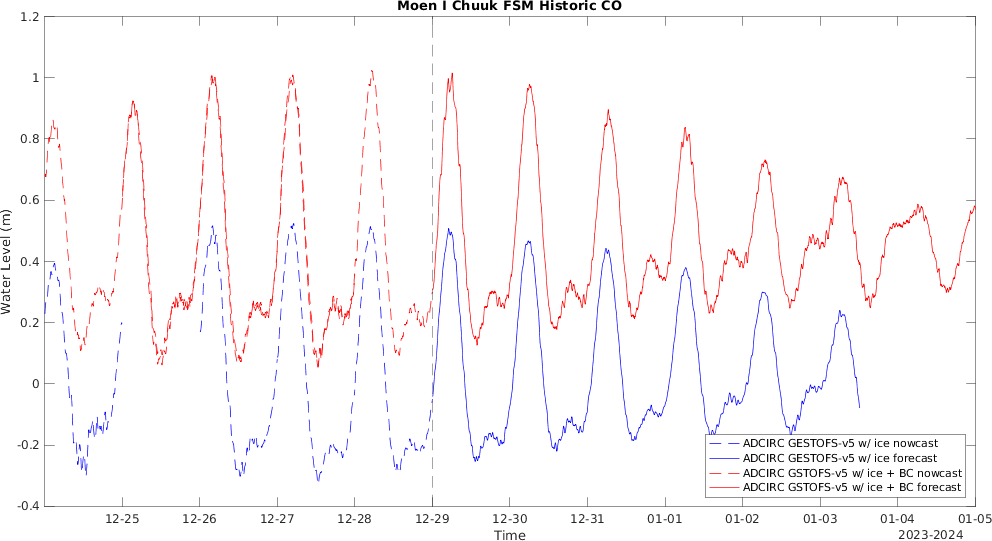 Moen I Chuuk FSM Historic CO
1.2
1
0.8
0.6
0.4
0.2
0
-0.2
-0.4
Water Level (m)
ADCIRC GESTOFS-v5 w/ ice nowcast
ADCIRC GESTOFS-v5 w/ ice forecast
ADCIRC GSTOFS-v5 w/ ice + BC nowcast
ADCIRC GSTOFS-v5 w/ ice + BC forecast
12-25 12-26 12-27 12-28 12-29 12-30 12-31 01-01 01-02 01-03 01-04 01-05
Time
2023-2024